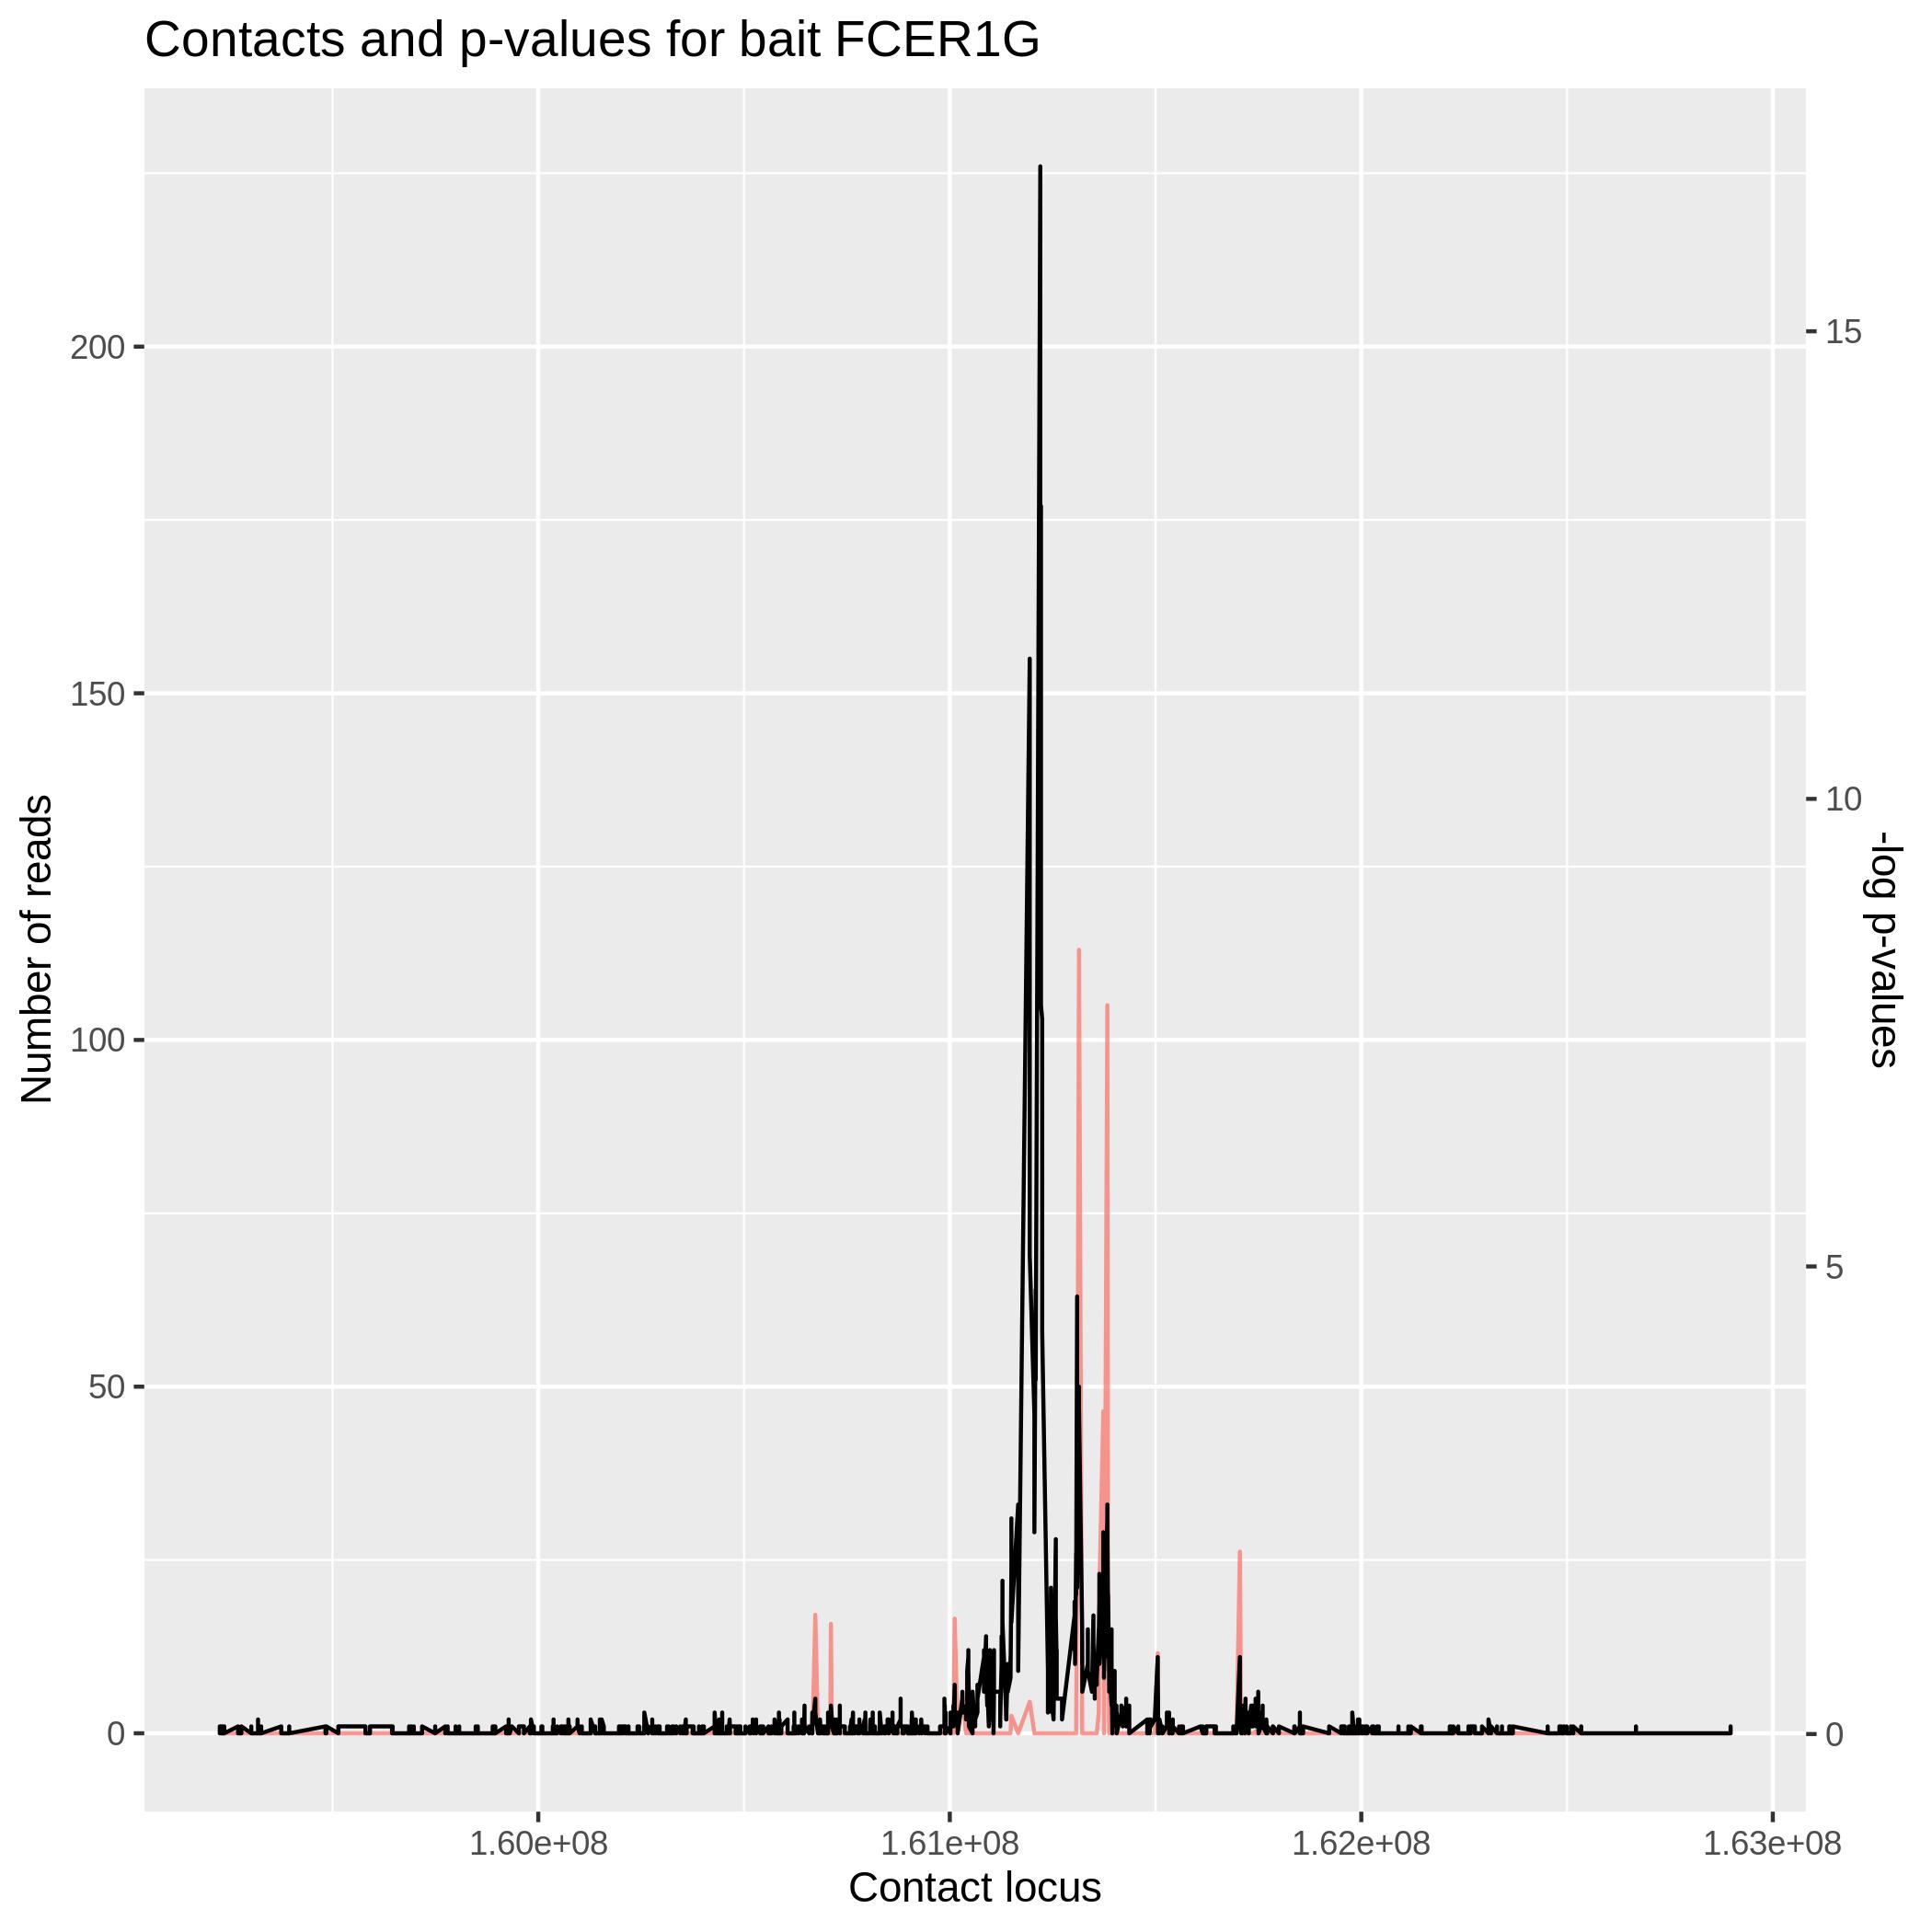 Contacts and p-values for bait FCER1G
200
150
100
50
0
Number of reads
15
10
5
0
-log p-values
1.60e+08
1.61e+08
1.62e+08
1.63e+08
Contact locus